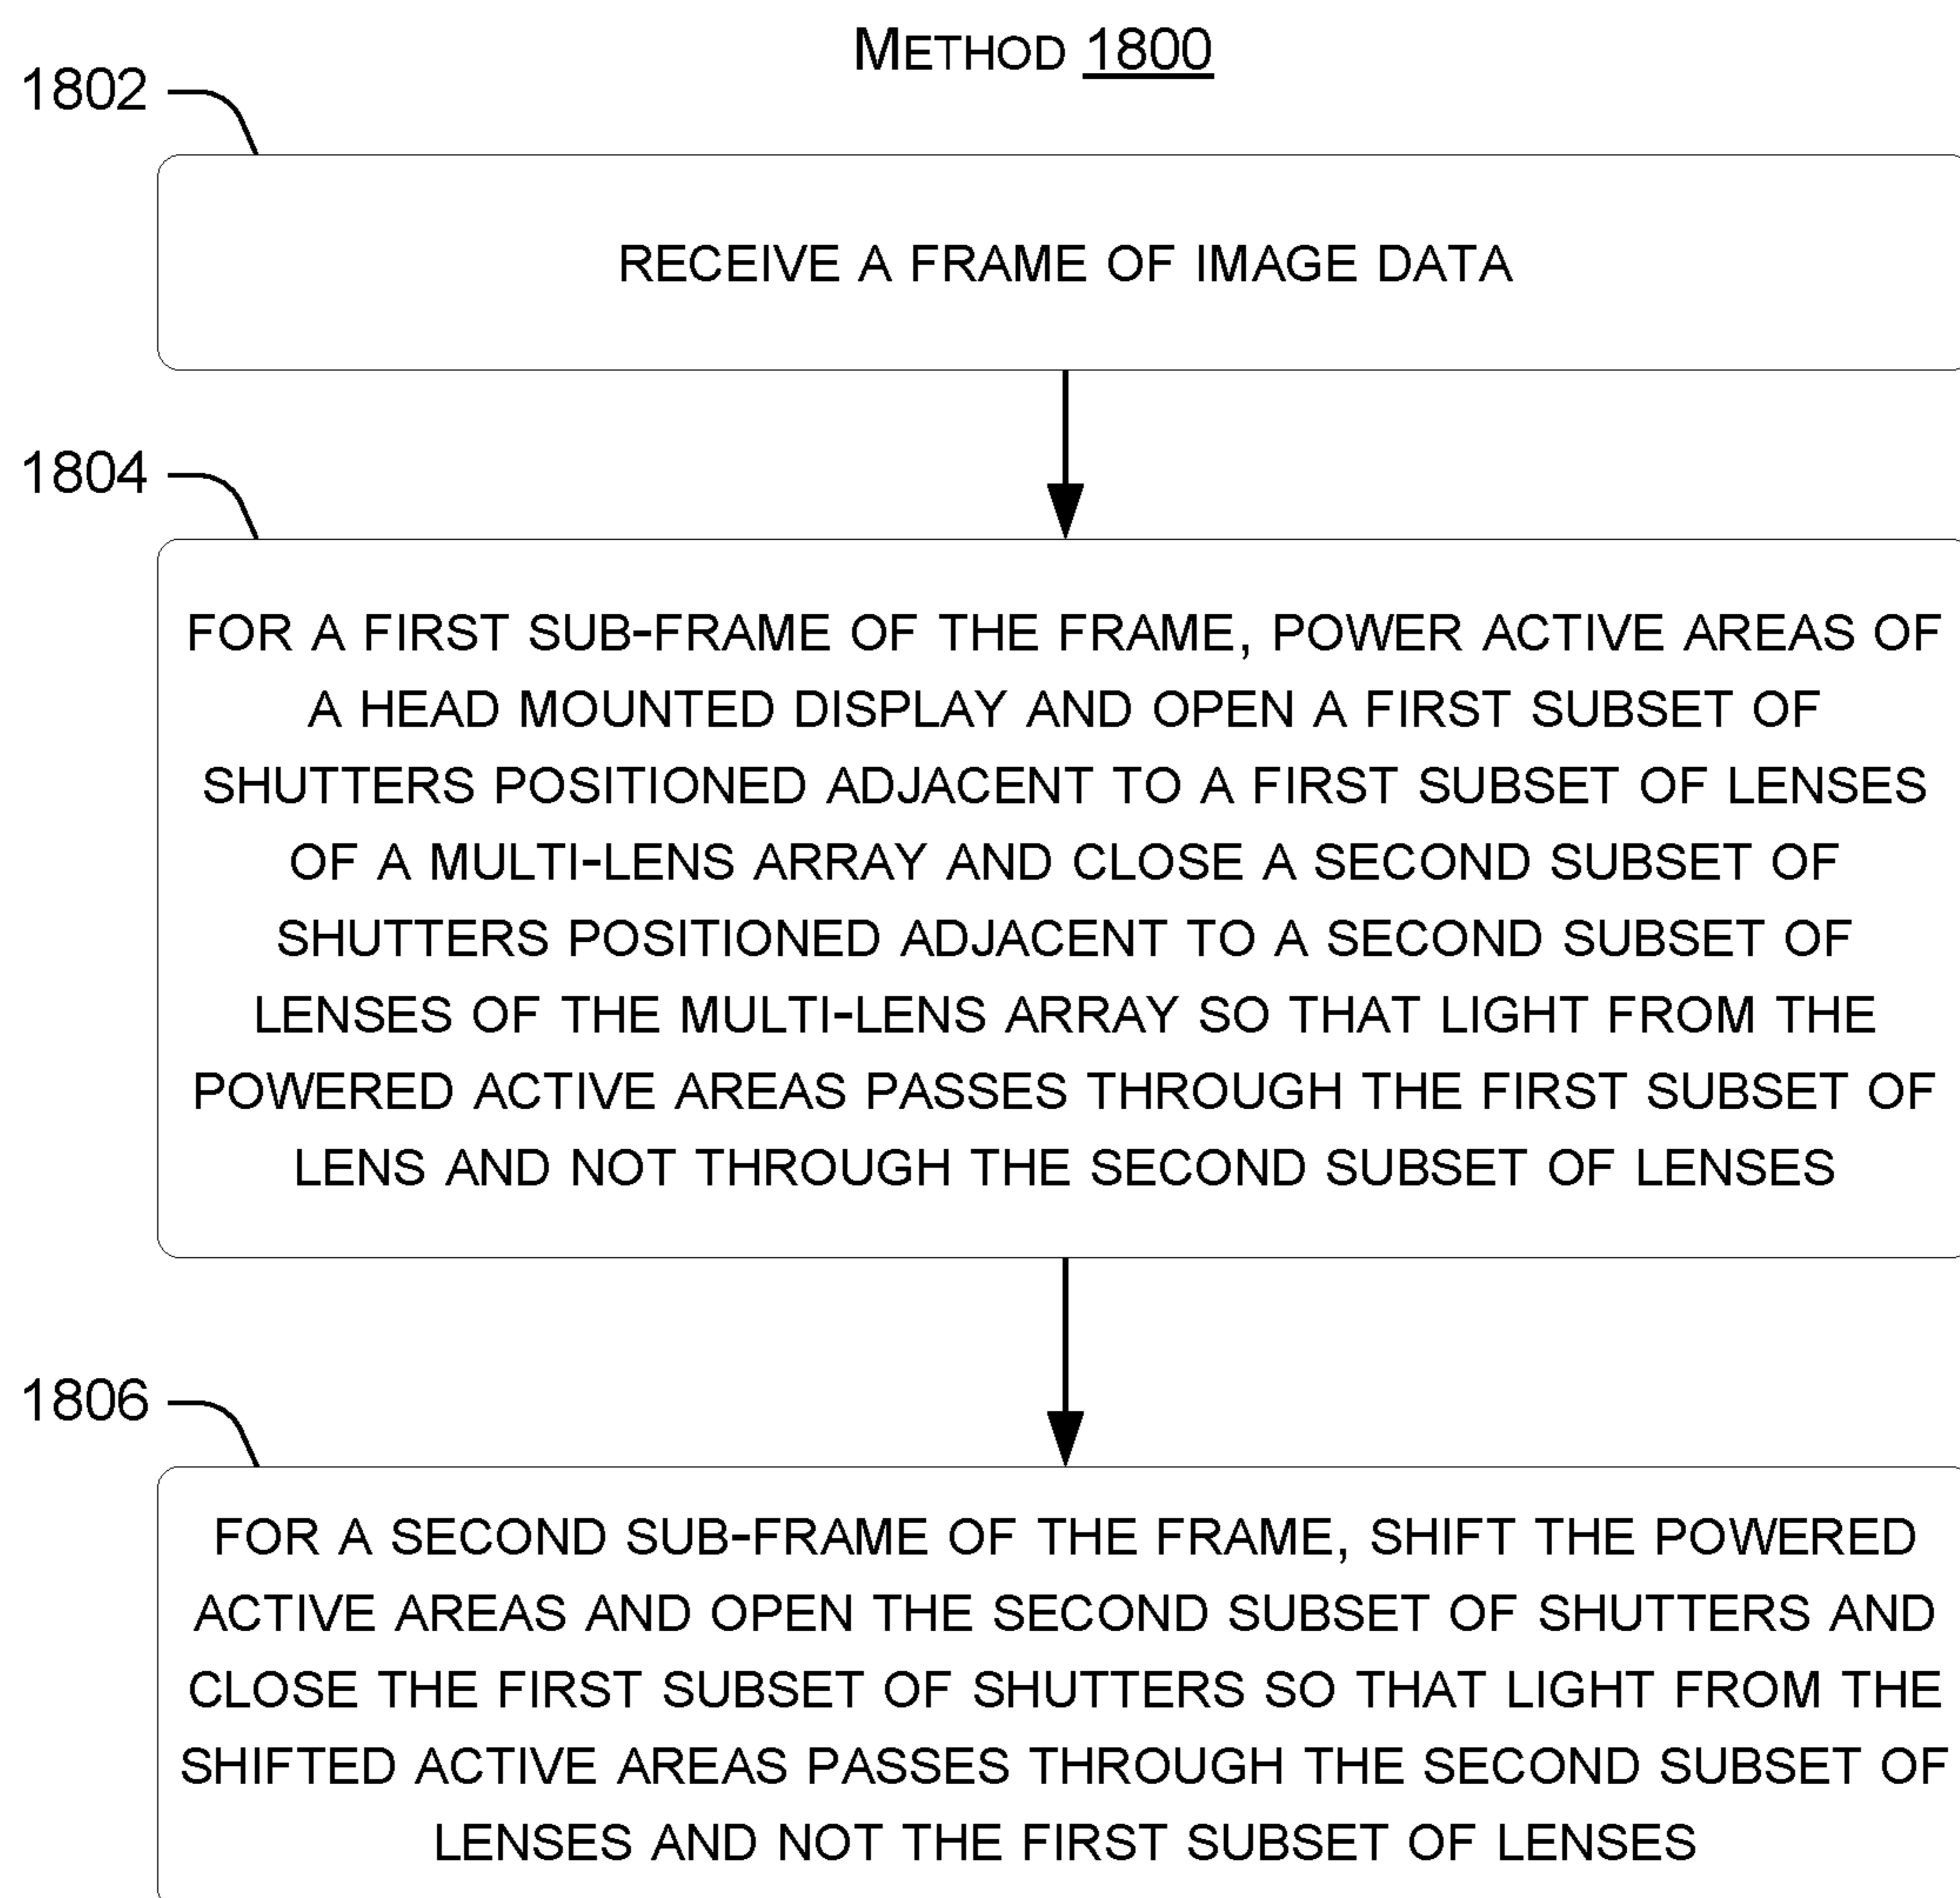 METHOD 1800
1802
RECEIVE A FRAME OF IMAGE DATA
1804
FOR A FIRST SUB-FRAME OF THE FRAME, POWER ACTIVE AREAS OF
A HEAD MOUNTED DISPLAY AND OPEN A FIRST SUBSET OF
SHUTTERS POSITIONED ADJACENT TO A FIRST SUBSET OF LENSES
OF A MULTI-LENS ARRAY AND CLOSE A SECOND SUBSET OF
SHUTTERS POSITIONED ADJACENT TO A SECOND SUBSET OF
LENSES OF THE MULTI-LENS ARRAY SO THAT LIGHT FROM THE
POWERED ACTIVE AREAS PASSES THROUGH THE FIRST SUBSET OF
LENS AND NOT THROUGH THE SECOND SUBSET OF LENSES
1806
FOR A SECOND SUB-FRAME OF THE FRAME, SHIFT THE POWERED
ACTIVE AREAS AND OPEN THE SECOND SUBSET OF SHUTTERS AND
CLOSE THE FIRST SUBSET OF SHUTTERS SO THAT LIGHT FROM THE
SHIFTED ACTIVE AREAS PASSES THROUGH THE SECOND SUBSET OF
LENSES AND NOT THE FIRST SUBSET OF LENSES